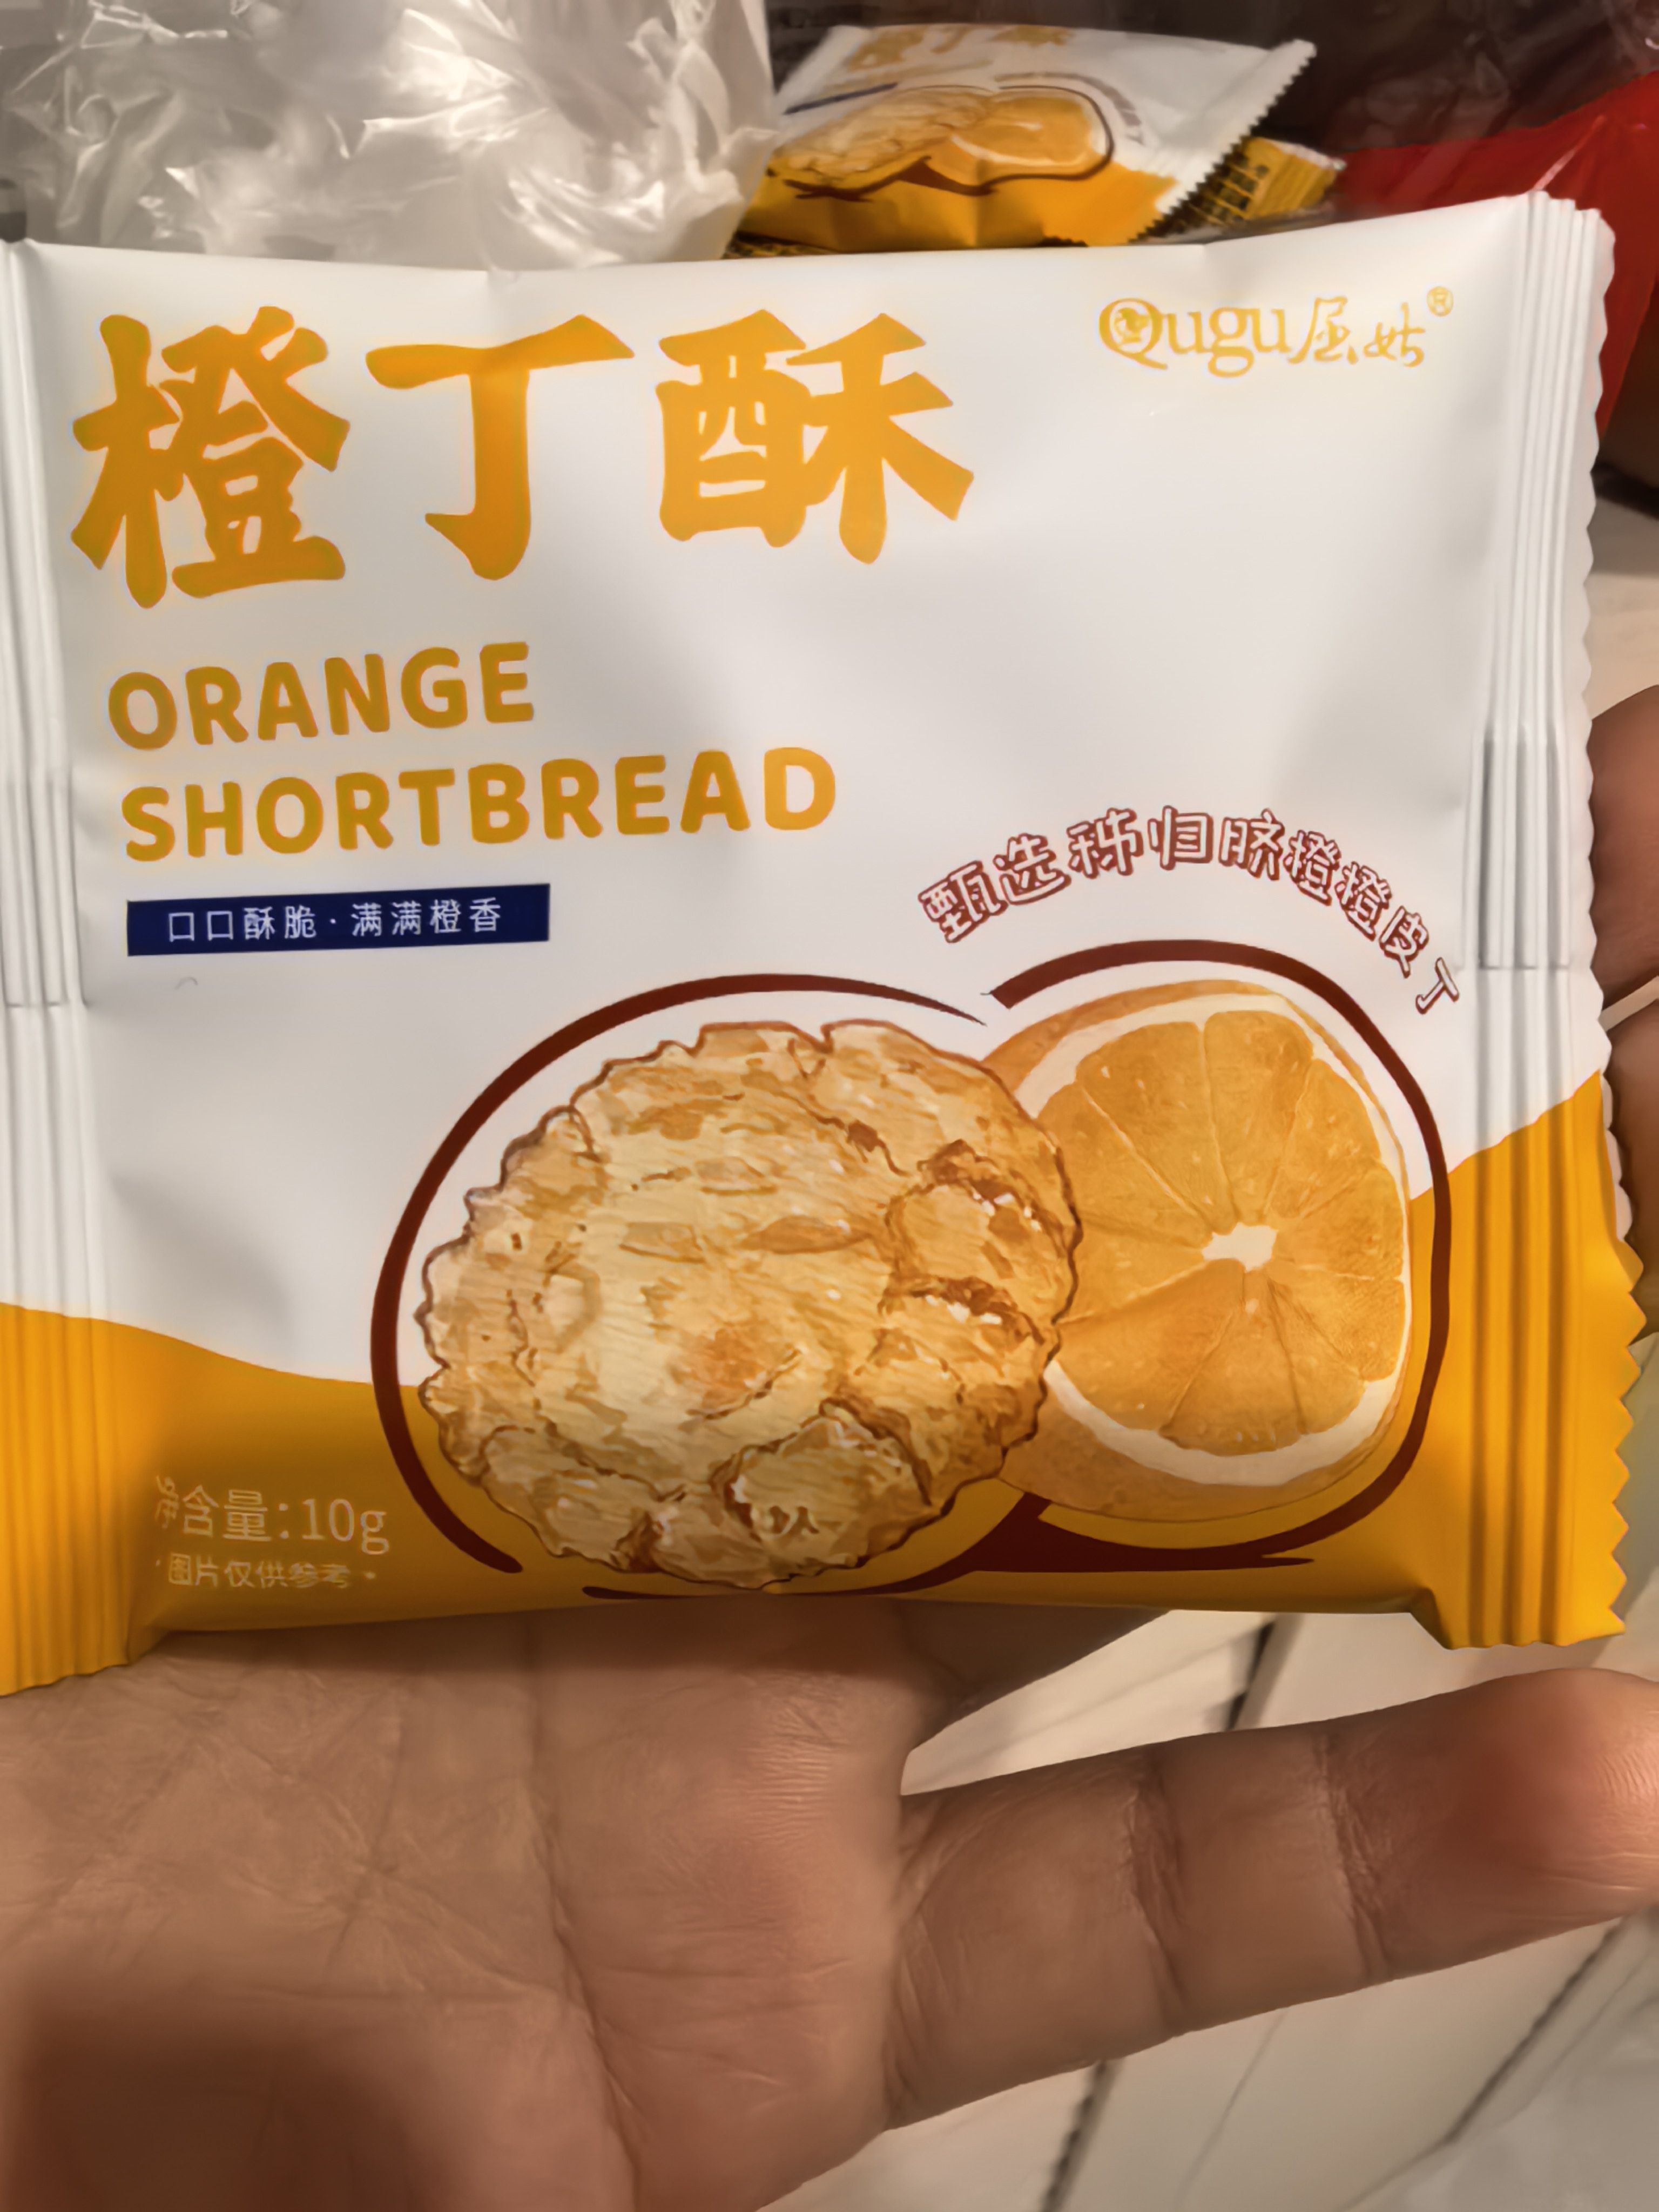 橙丁酥
Qugu屈姑®
ORANGE
SHORTBREAD
口口酥脆·满满橙香
甄选秭归脐橙橙皮丁
净含量:10g
·图片仅供参考·